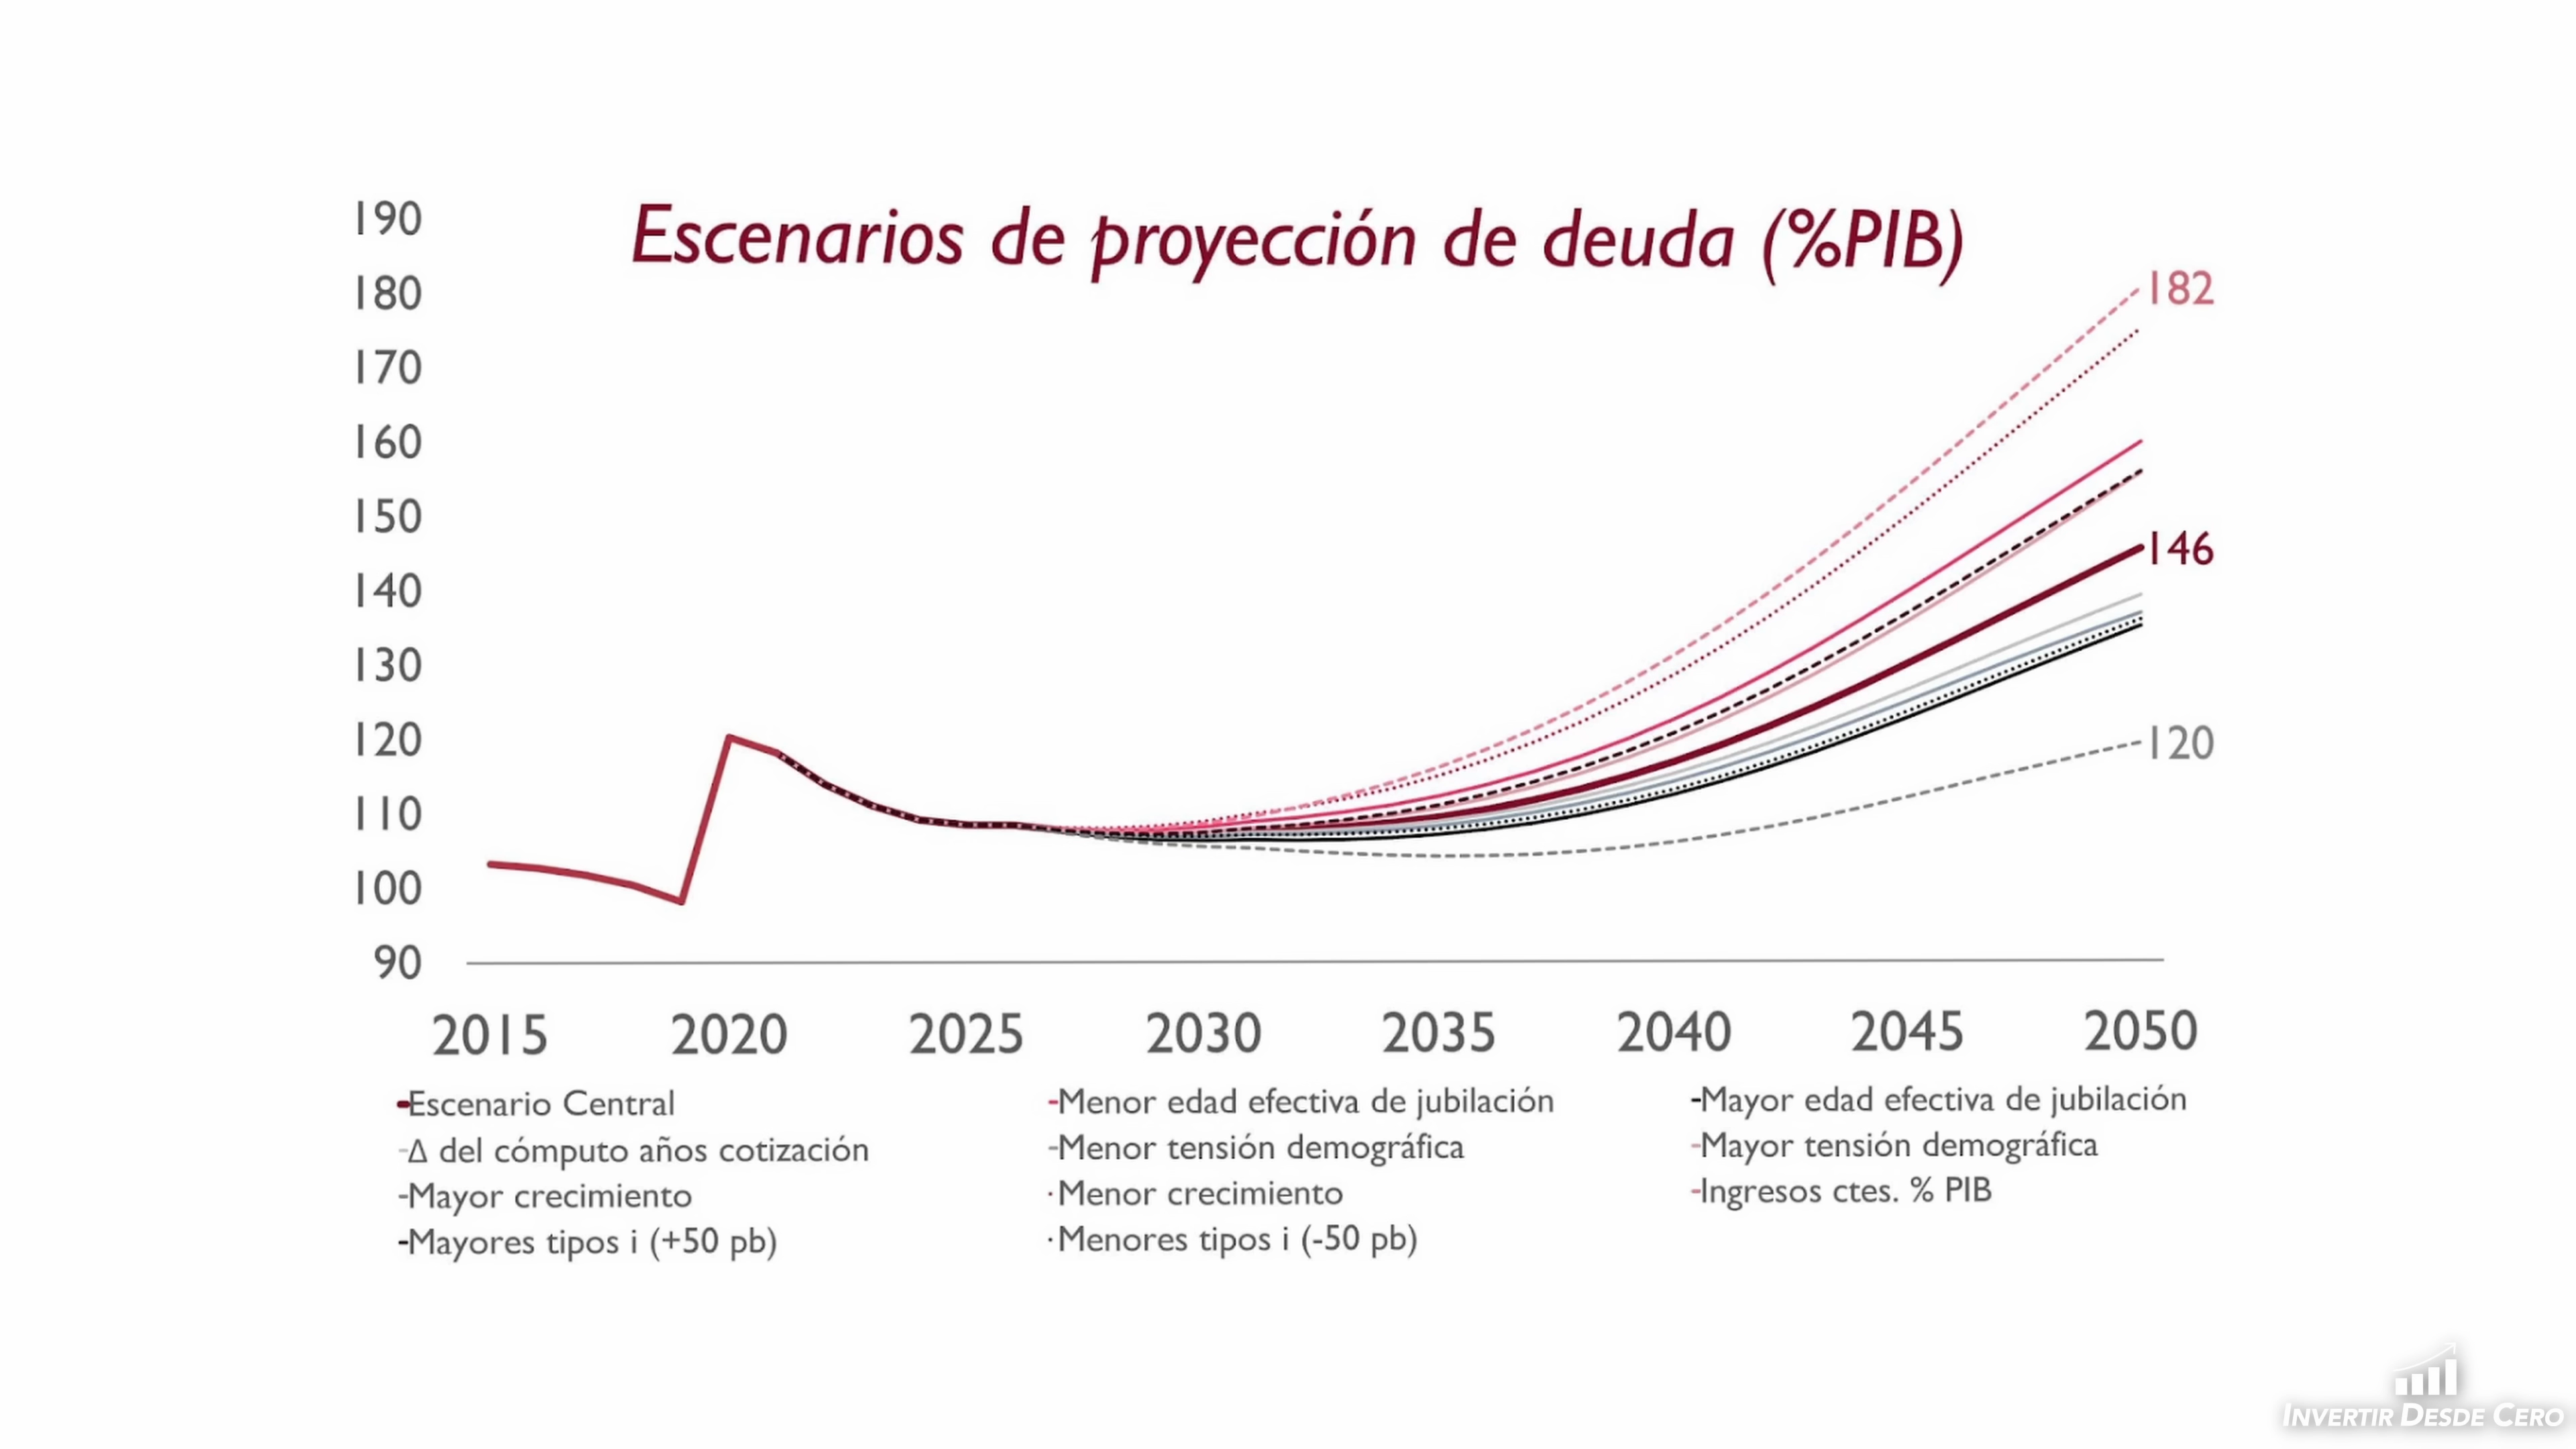 Escenarios de proyección de deuda (%PIB)
190
180
170
160
150
140
130
120
110
100
90
182
146
120
2015 2020 2025 2030 2035 2040 2045 2050
Escenario Central
Δ del cómputo años cotización
Mayor crecimiento
Mayores tipos i (+50 pb)
Menor edad efectiva de jubilación
Menor tensión demográfica
Menor crecimiento
Menores tipos i (-50 pb)
Mayor edad efectiva de jubilación
Mayor tensión demográfica
Ingresos ctes. % PIB
INVERTIR DESDE CERO